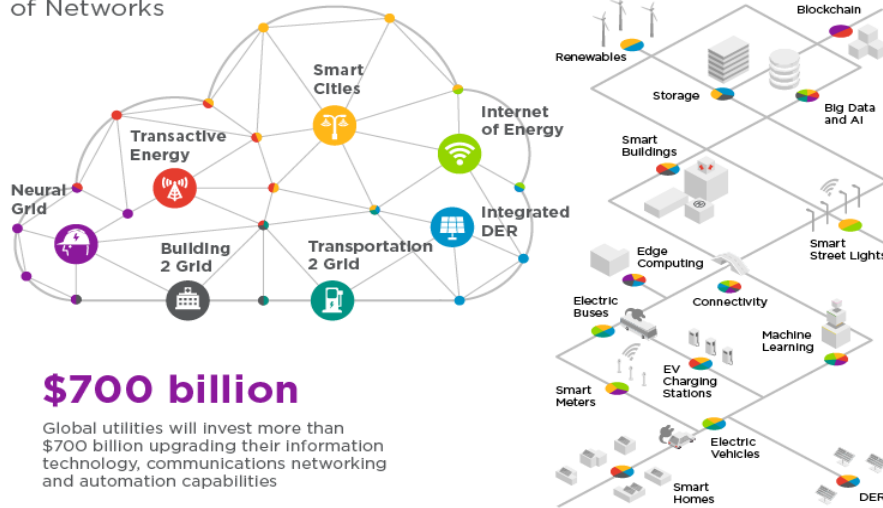 of Networks
Smart
Cities
Internet
of Energy
Transactive
Energy
Neural
Grid
Integrated
DER
Building
2 Grid
Transportation
2 Grid
$700 billion
Global utilities will invest more than
$700 billion upgrading their information
technology, communications networking
and automation capabilities
Blockchain
Renewables
Storage
Big Data
and AI
Smart
Buildings
Smart
Street Lights
Edge
Computing
Connectivity
Electric
Buses
Machine
Learning
EV
Charging
Stations
Smart
Meters
Electric
Vehicles
Smart
Homes
DER